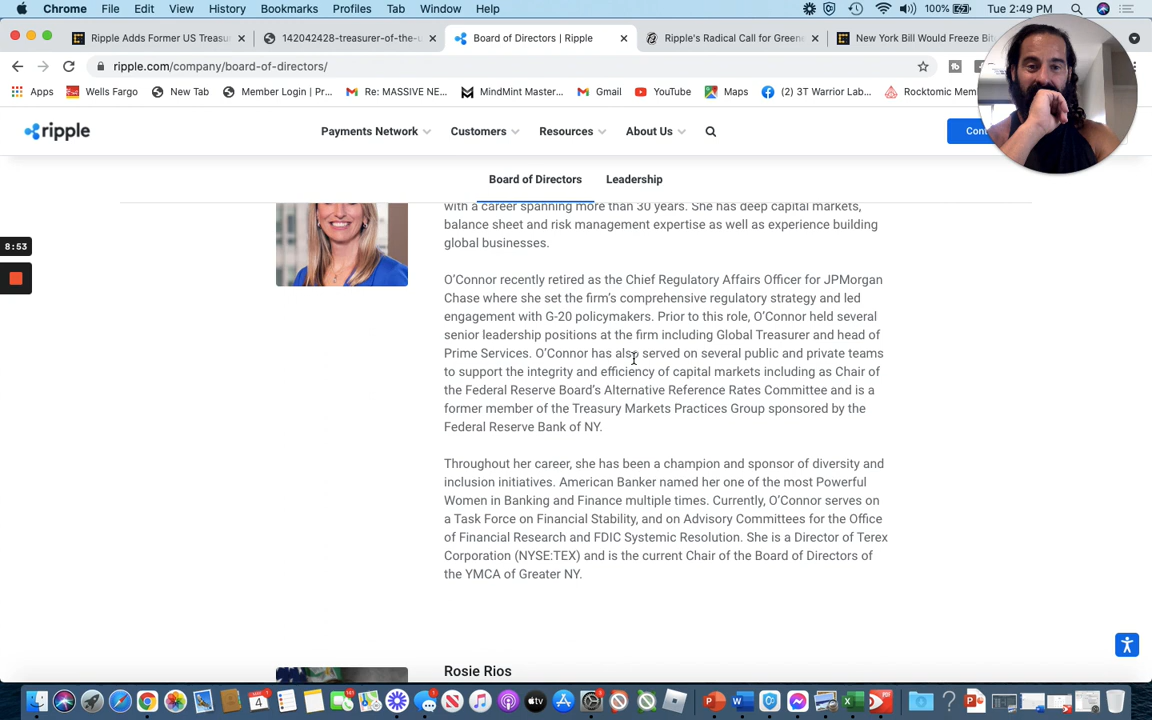 Chrome File Edit View History Bookmarks Profiles Tab Window Help 100% Tue 2:49 PM
Ripple Adds Former US Treasur
142042428-treasurer-of-the-u
Board of Directors | Ripple
Ripple's Radical Call for Greene
New York Bill Would Freeze Bit
ripple.com/company/board-of-directors/
Apps Wells Fargo New Tab Member Login | Pr... Re: MASSIVE NE... MindMint Master... Gmail YouTube Maps (2) 3T Warrior Lab... Rocktomic Mem
ripple Payments Network Customers Resources About Us Cont
Board of Directors Leadership
8:53
with a career spanning more than 30 years. She has deep capital markets,
balance sheet and risk management expertise as well as experience building
global businesses.
O'Connor recently retired as the Chief Regulatory Affairs Officer for JPMorgan
Chase where she set the firm's comprehensive regulatory strategy and led
engagement with G-20 policymakers. Prior to this role, O'Connor held several
senior leadership positions at the firm including Global Treasurer and head of
Prime Services. O'Connor has also served on several public and private teams
to support the integrity and efficiency of capital markets including as Chair of
the Federal Reserve Board's Alternative Reference Rates Committee and is a
former member of the Treasury Markets Practices Group sponsored by the
Federal Reserve Bank of NY.
Throughout her career, she has been a champion and sponsor of diversity and
inclusion initiatives. American Banker named her one of the most Powerful
Women in Banking and Finance multiple times. Currently, O'Connor serves on
a Task Force on Financial Stability, and on Advisory Committees for the Office
of Financial Research and FDIC Systemic Resolution. She is a Director of Terex
Corporation (NYSE:TEX) and is the current Chair of the Board of Directors of
the YMCA of Greater NY.
Rosie Rios